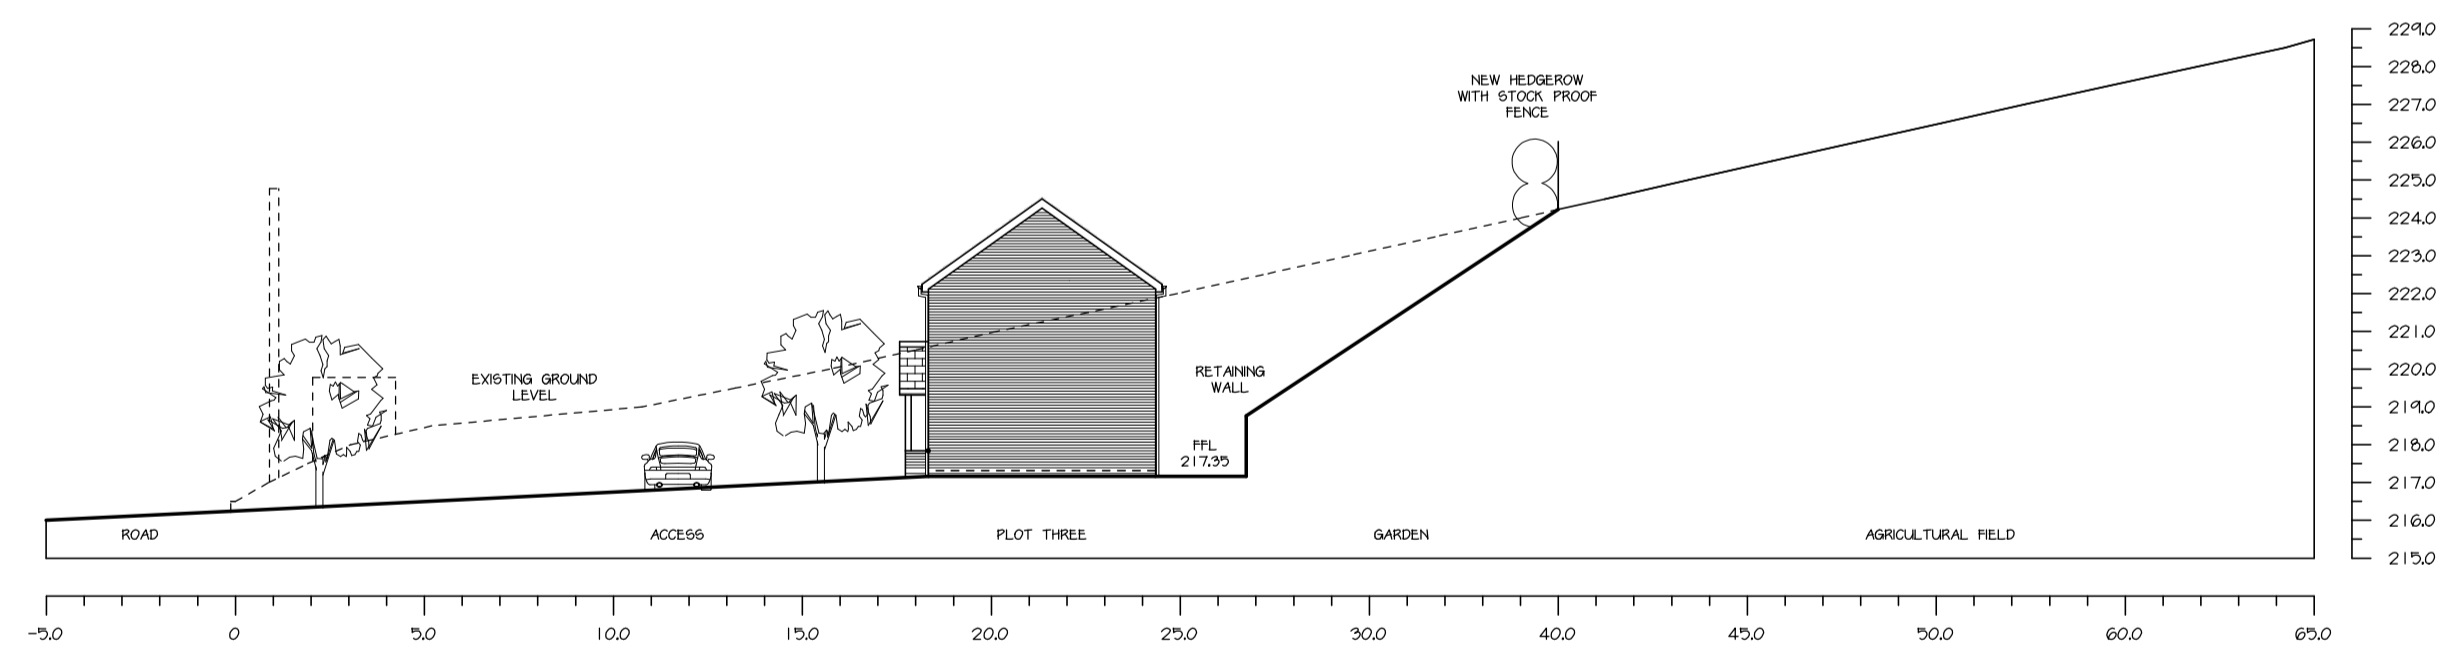 NEW HEDGEROW
WITH STOCK PROOF
FENCE
EXISTING GROUND
LEVEL
RETAINING
WALL
FFL
217.35
ROAD
ACCESS
PLOT THREE
GARDEN
AGRICULTURAL FIELD
229.0
228.0
227.0
226.0
225.0
224.0
223.0
222.0
221.0
220.0
219.0
218.0
217.0
216.0
215.0
-5.0
0
5.0
10.0
15.0
20.0
25.0
30.0
40.0
45.0
50.0
60.0
65.0